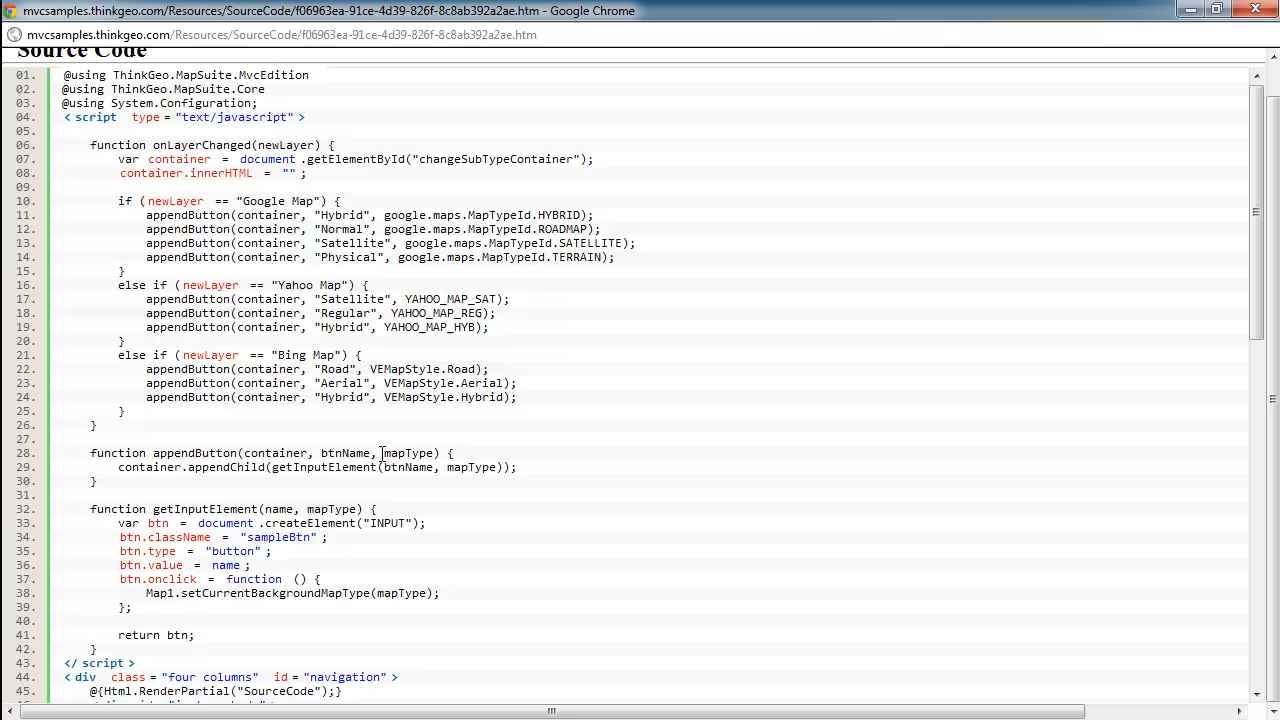 mvcsamples.thinkgeo.com/Resources/SourceCode/f06963ea-91ce-4d39-826f-8c8ab392a2ae.htm - Google Chrome
mvcsamples.thinkgeo.com/Resources/SourceCode/f06963ea-91ce-4d39-826f-8c8ab392a2ae.htm
Source Code
01. @using ThinkGeo.MapSuite.MvcEdition
02. @using ThinkGeo.MapSuite.Core
03. @using System.Configuration;
04. <script type="text/javascript">
05.
06. function onLayerChanged(newLayer) {
07. var container = document.getElementById("changeSubTypeContainer");
08. container.innerHTML = "";
09.
10. if (newLayer == "Google Map") {
11. appendButton(container, "Hybrid", google.maps.MapTypeId.HYBRID);
12. appendButton(container, "Normal", google.maps.MapTypeId.ROADMAP);
13. appendButton(container, "Satellite", google.maps.MapTypeId.SATELLITE);
14. appendButton(container, "Physical", google.maps.MapTypeId.TERRAIN);
15. }
16. else if (newLayer == "Yahoo Map") {
17. appendButton(container, "Satellite", YAHOO_MAP_SAT);
18. appendButton(container, "Regular", YAHOO_MAP_REG);
19. appendButton(container, "Hybrid", YAHOO_MAP_HYB);
20. }
21. else if (newLayer == "Bing Map") {
22. appendButton(container, "Road", VEMapStyle.Road);
23. appendButton(container, "Aerial", VEMapStyle.Aerial);
24. appendButton(container, "Hybrid", VEMapStyle.Hybrid);
25. }
26. }
27.
28. function appendButton(container, btnName, mapType) {
29. container.appendChild(getInputElement(btnName, mapType));
30. }
31.
32. function getInputElement(name, mapType) {
33. var btn = document.createElement("INPUT");
34. btn.className = "sampleBtn";
35. btn.type = "button";
36. btn.value = name;
37. btn.onclick = function () {
38. Map1.setCurrentBackgroundMapType(mapType);
39. };
40.
41. return btn;
42. }
43. </script>
44. <div class="four columns" id="navigation">
45. @{Html.RenderPartial("SourceCode");}